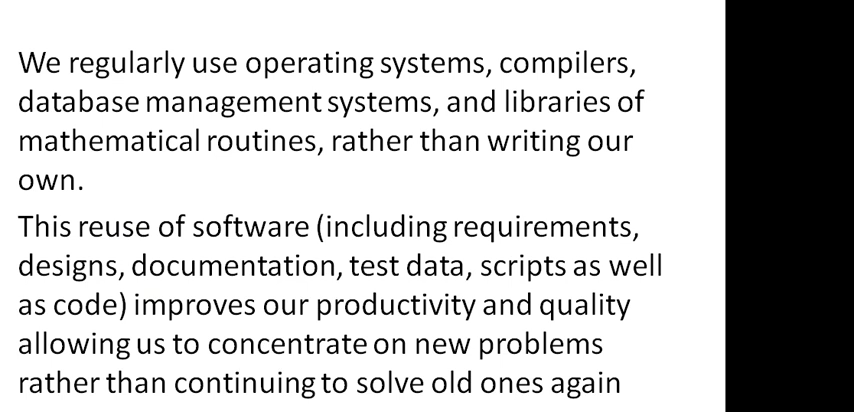 We regularly use operating systems, compilers,
database management systems, and libraries of
mathematical routines, rather than writing our
own.
This reuse of software (including requirements,
designs, documentation, test data, scripts as well
as code) improves our productivity and quality
allowing us to concentrate on new problems
rather than continuing to solve old ones again